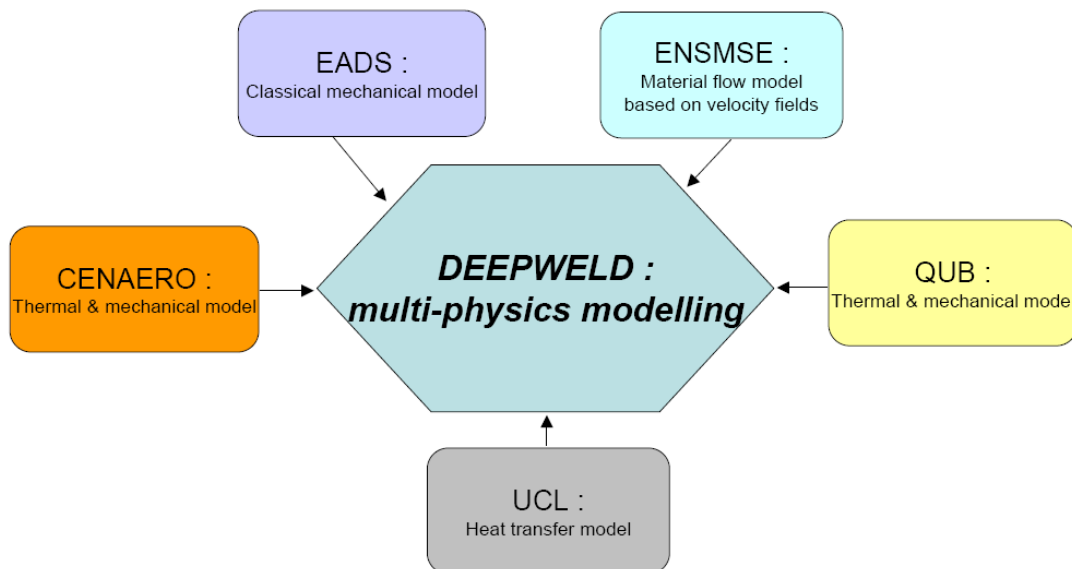 EADS :
Classical mechanical model
ENSMSE :
Material flow model
based on velocity fields
CENAERO :
Thermal & mechanical model
DEEPWELD :
multi-physics modelling
QUB :
Thermal & mechanical mode
UCL :
Heat transfer model